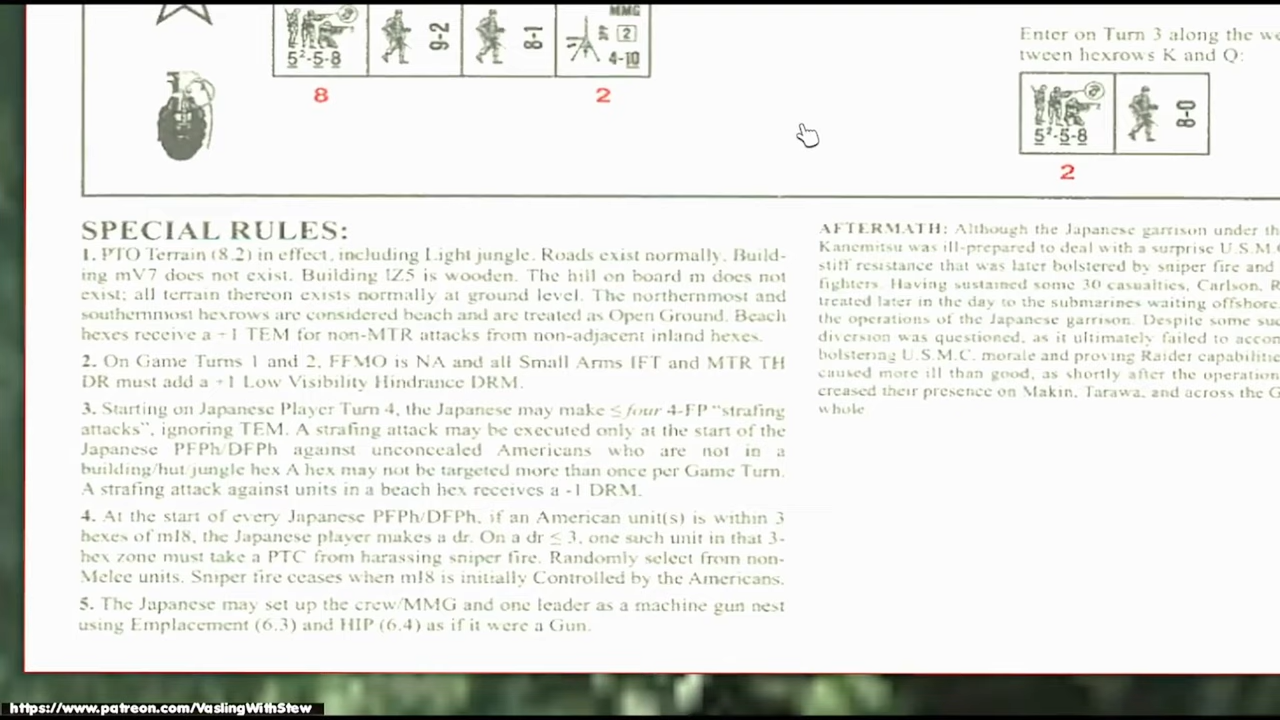 MMG
2
4-10
5²-5-8
9-2
8-1
8
2
Enter on Turn 3 along the we
tween hexrows K and Q:
5²-5-8
8-0
2
SPECIAL RULES:
1. PTO Terrain (8.2) in effect, including Light jungle. Roads exist normally. Build-
ing mV7 does not exist. Building IZ5 is wooden. The hill on board m does not
exist; all terrain thereon exists normally at ground level. The northernmost and
southernmost hexrows are considered beach and are treated as Open Ground. Beach
hexes receive a +1 TEM for non-MTR attacks from non-adjacent inland hexes.
2. On Game Turns 1 and 2, FFMO is NA and all Small Arms IFT and MTR TH
DR must add a +1 Low Visibility Hindrance DRM.
3. Starting on Japanese Player Turn 4, the Japanese may make ≤ four 4-FP "strafing
attacks", ignoring TEM. A strafing attack may be executed only at the start of the
Japanese PFPh/DFPh against unconcealed Americans who are not in a
building/hut/jungle hex A hex may not be targeted more than once per Game Turn.
A strafing attack against units in a beach hex receives a -1 DRM.
4. At the start of every Japanese PFPh/DFPh, if an American unit(s) is within 3
hexes of mI8, the Japanese player makes a dr. On a dr ≤ 3, one such unit in that 3-
hex zone must take a PTC from harassing sniper fire. Randomly select from non-
Melee units. Sniper fire ceases when mI8 is initially Controlled by the Americans.
5. The Japanese may set up the crew/MMG and one leader as a machine gun nest
using Emplacement (6.3) and HIP (6.4) as if it were a Gun.
AFTERMATH: Although the Japanese garrison under th
Kanemitsu was ill-prepared to deal with a surprise U.S.M.
stiff resistance that was later bolstered by sniper fire and
fighters. Having sustained some 30 casualties, Carlson, R
treated later in the day to the submarines waiting offshore
the operations of the Japanese garrison. Despite some su
diversion was questioned, as it ultimately failed to accon
bolstering U.S.M.C. morale and proving Raider capabilitie
caused more ill than good, as shortly after the operation
creased their presence on Makin, Tarawa, and across the G
whole
https://www.patreon.com/VaslingWithStew